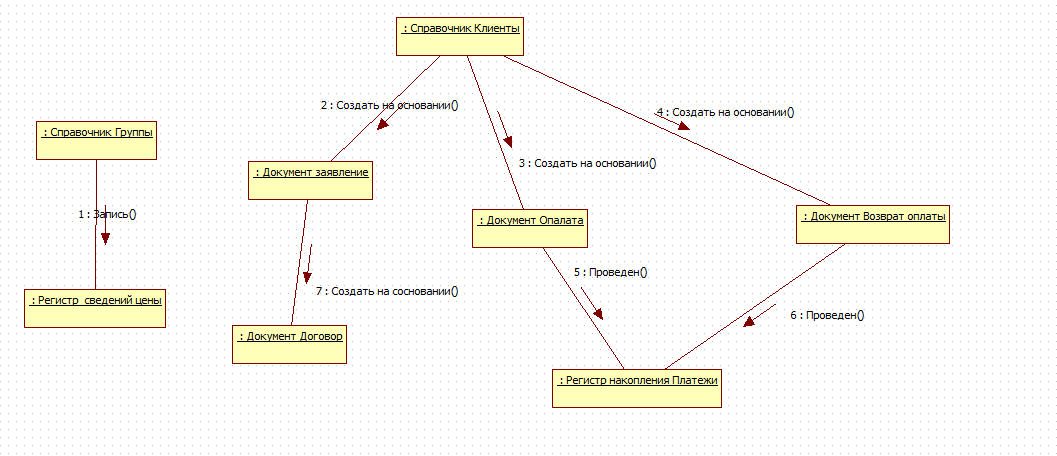 : Справочник Клиенты
2 : Создать на основании()
4 : Создать на основании()
: Справочник Группы
3 : Создать на основании()
: Документ заявление
1 : Запись()
: Документ Опалата
: Документ Возврат оплаты
5 : Проведен()
7 : Создать на сосновании()
: Регистр сведений цены
6 : Проведен()
: Документ Договор
: Регистр накопления Платежи